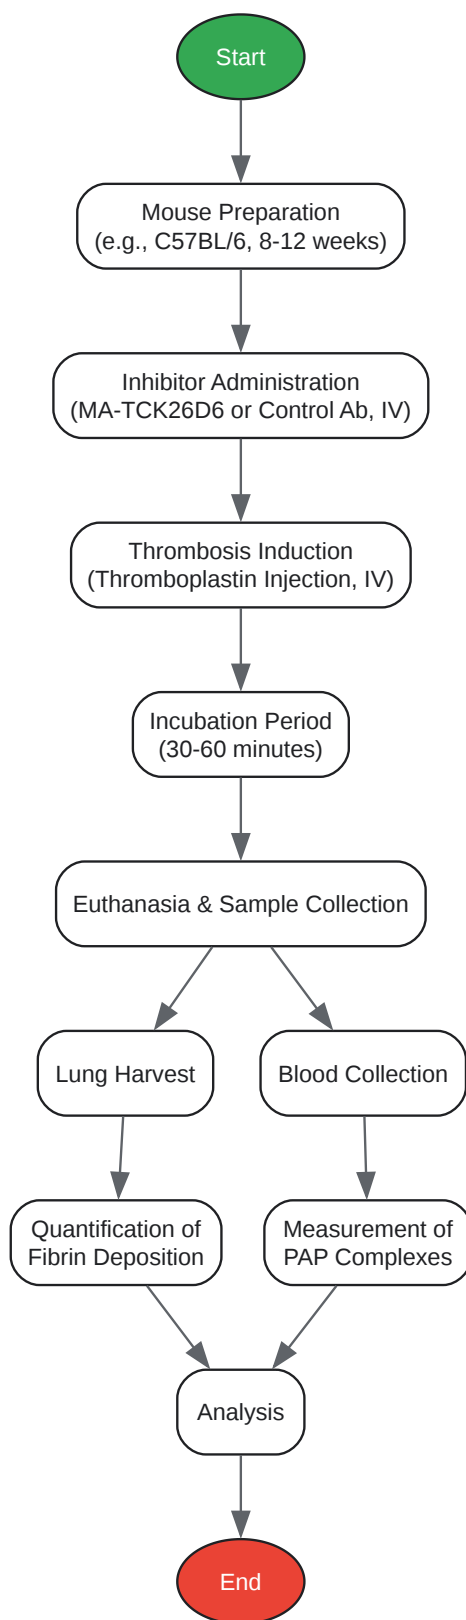 Start
Mouse Preparation
(e.g., C57BL/6, 8-12 weeks)
Inhibitor Administration
(MA-TCK26D6 or Control Ab, IV)
Thrombosis Induction
(Thromboplastin Injection, IV)
Incubation Period
(30-60 minutes)
Euthanasia & Sample Collection
Lung Harvest
Blood Collection
Quantification of
Fibrin Deposition
Measurement of
PAP Complexes
Analysis
End